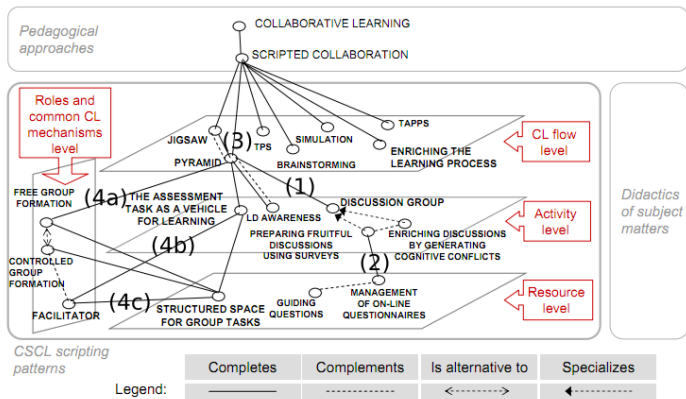 Pedagogical
approaches
COLLABORATIVE LEARNING
SCRIPTED COLLABORATION
Roles and
common CL
mechanisms
level
JIGSAW
(3)
TPS
SIMULATION
TAPPS
PYRAMID
BRAINSTORMING
ENRICHING THE
LEARNING PROCESS
CL flow
level
FREE GROUP
FORMATION
(4a)
THE ASSESSMENT
TASK AS A VEHICLE
FOR LEARNING
(1)
LD AWARENESS
DISCUSSION GROUP
PREPARING FRUITFUL
DISCUSSIONS
USING SURVEYS
ENRICHING DISCUSSIONS
BY GENERATING
COGNITIVE CONFLICTS
Activity
level
Didactics
of subject
matters
(4b)
(2)
CONTROLLED
GROUP
FORMATION
FACILITATOR
(4c)
STRUCTURED SPACE
FOR GROUP TASKS
GUIDING
QUESTIONS
MANAGEMENT
OF ON-LINE
QUESTIONNAIRES
Resource
level
CSCL scripting
patterns
Legend:
Completes
Complements
Is alternative to
Specializes